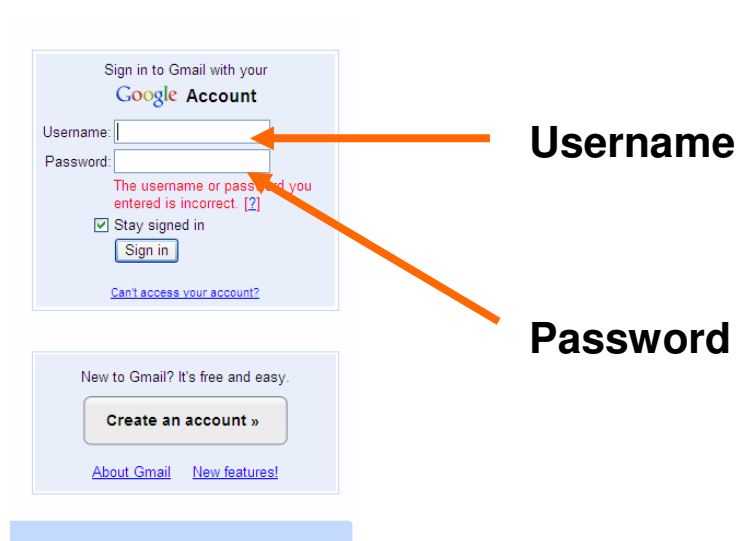 Sign in to Gmail with your
Google Account
Username:
Password:
The username or password you
entered is incorrect. [?]
Stay signed in
Sign in
Can't access your account?
New to Gmail? It's free and easy.
Create an account »
About Gmail New features!
Username
Password